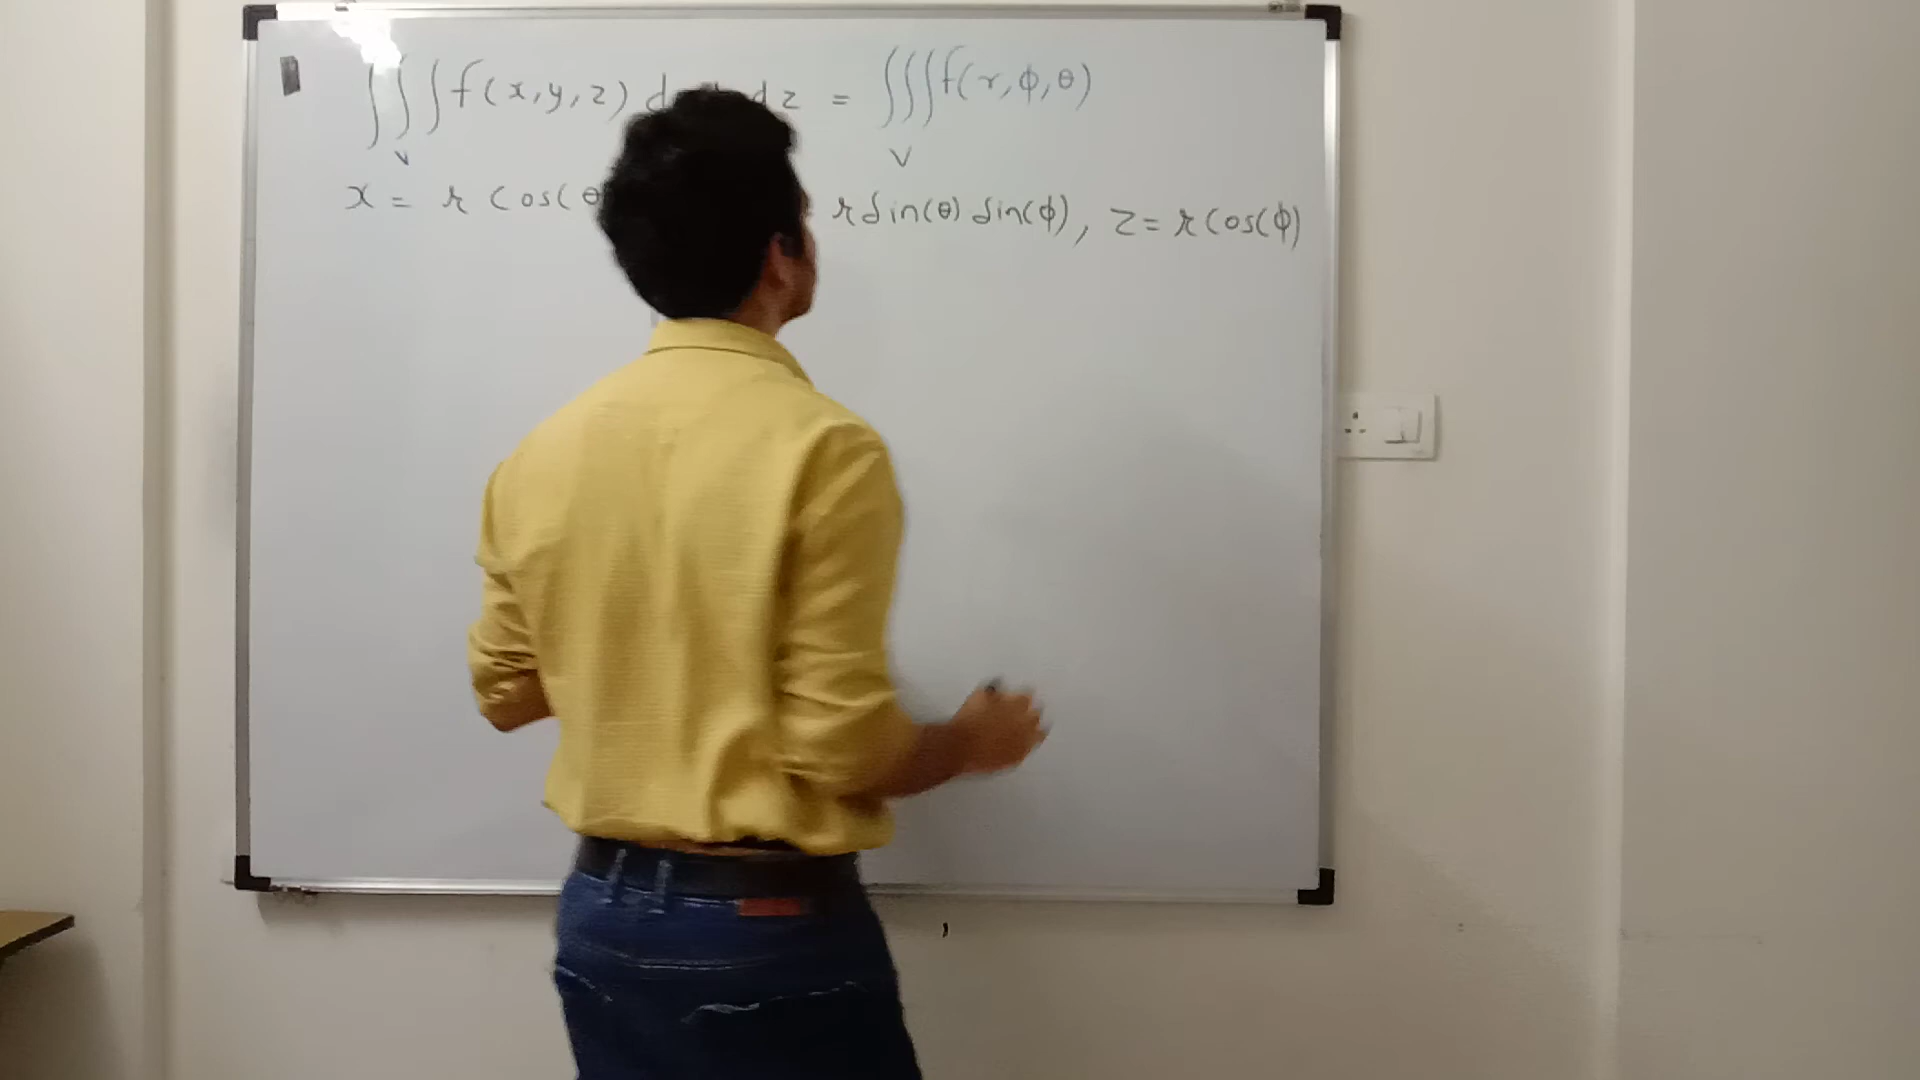 ∫∫∫f(x,y,z) d dz = ∫∫∫f(r,ϕ,θ)
V V
x = r Cos(θ r Sin(θ) Sin(ϕ), z = r Cos(ϕ)